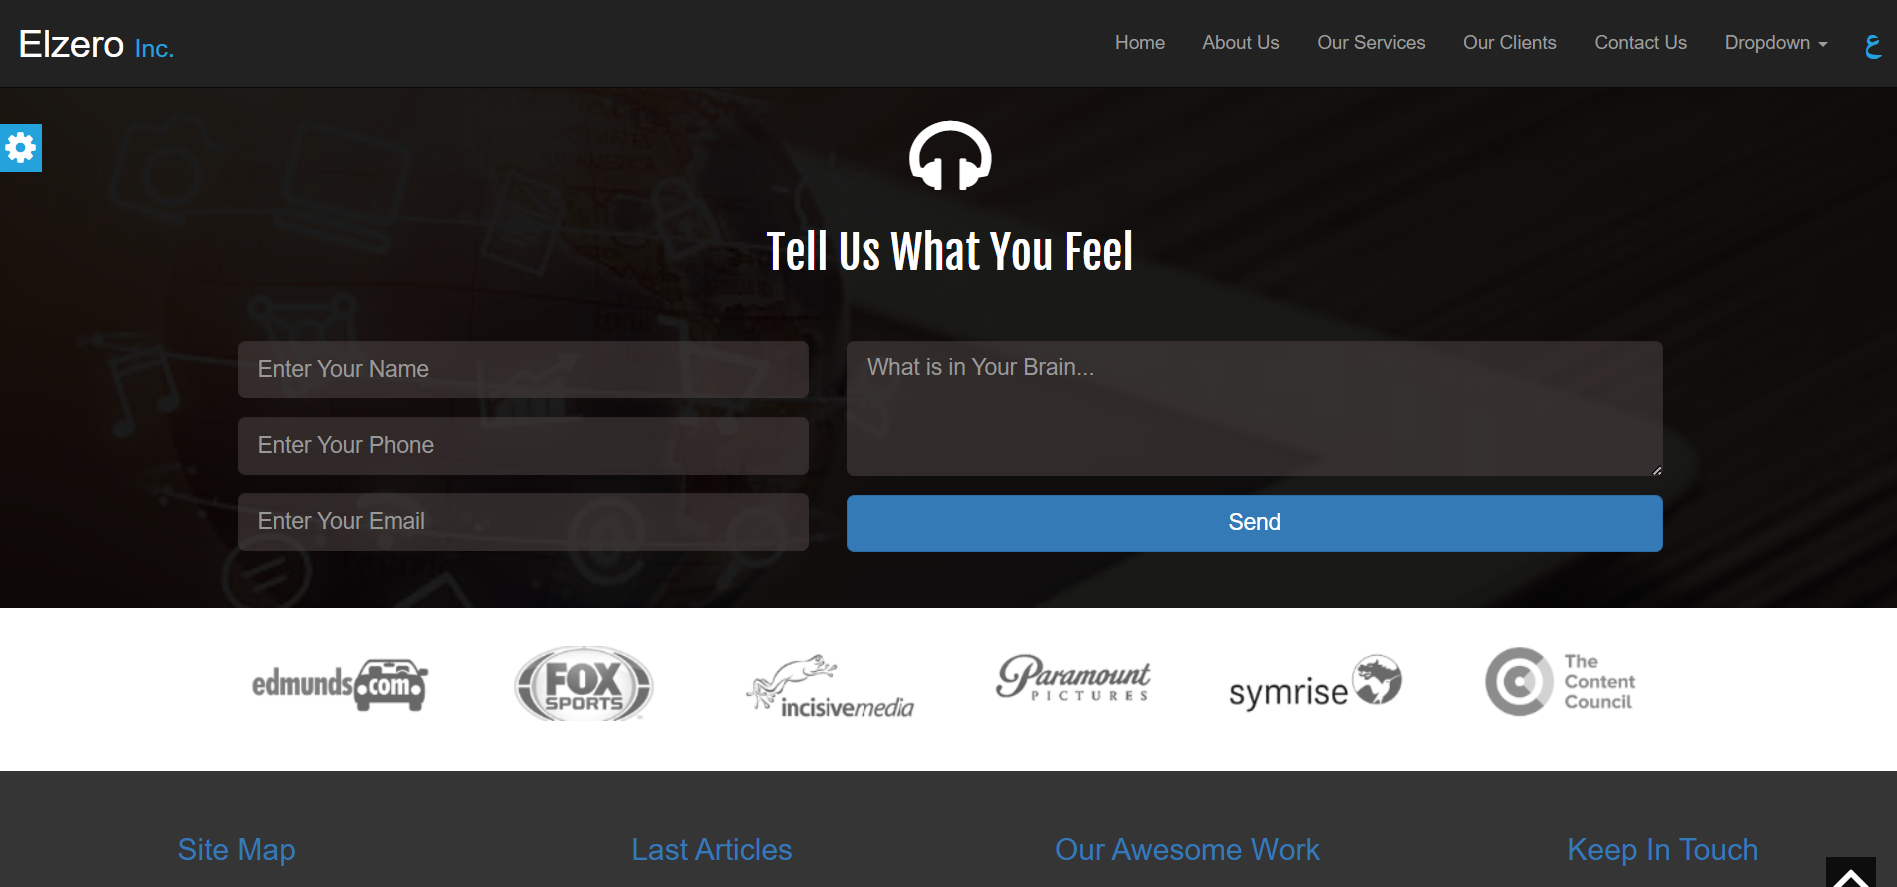 Elzero Inc.
Home About Us Our Services Our Clients Contact Us Dropdown ع
Tell Us What You Feel
Enter Your Name
Enter Your Phone
Enter Your Email
What is in Your Brain...
Send
edmunds.com
FOX
SPORTS
incisivemedia
Paramount
PICTURES
symrise
The
Content
Council
Site Map
Last Articles
Our Awesome Work
Keep In Touch